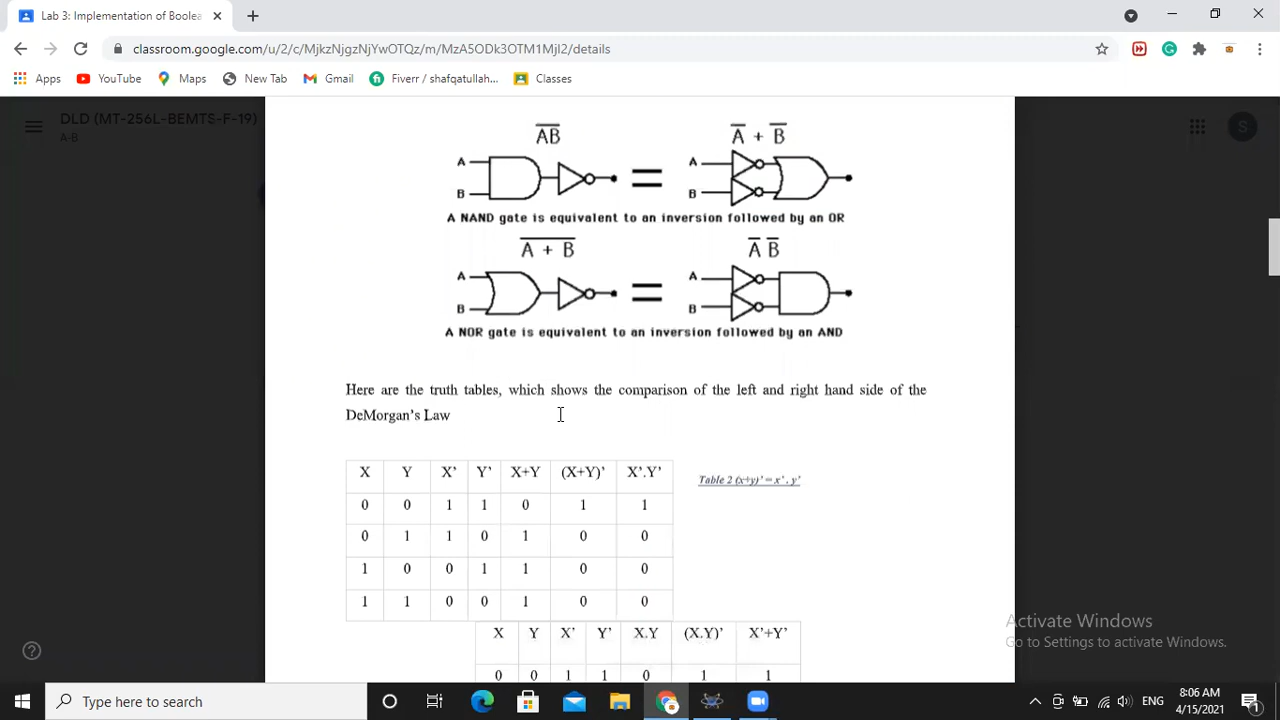 Lab 3: Implementation of Boolea
classroom.google.com/u/2/c/MjkzNjgzNjYwOTQz/m/MzA5ODk3OTM1Mjl2/details
Apps YouTube Maps New Tab Gmail Fiverr / shafqatullah... Classes
DLD (MT-256L-BEMTS-F-19)
A-B
S
A̅B̅ A̅ + B̅
A A
B B
A NAND gate is equivalent to an inversion followed by an OR
A̅ ̅+̅ ̅B̅ A̅ B̅
A A
B B
A NOR gate is equivalent to an inversion followed by an AND
Here are the truth tables, which shows the comparison of the left and right hand side of the
DeMorgan's Law
X Y X' Y' X+Y (X+Y)' X'.Y'
0 0 1 1 0 1 1
0 1 1 0 1 0 0
1 0 0 1 1 0 0
1 1 0 0 1 0 0
Table 2 (x+y)' = x' . y'
X Y X' Y' X.Y (X.Y)' X'+Y'
0 0 1 1 0 1 1
Activate Windows
Go to Settings to activate Windows.
Type here to search
ENG
8:06 AM
4/15/2021
1